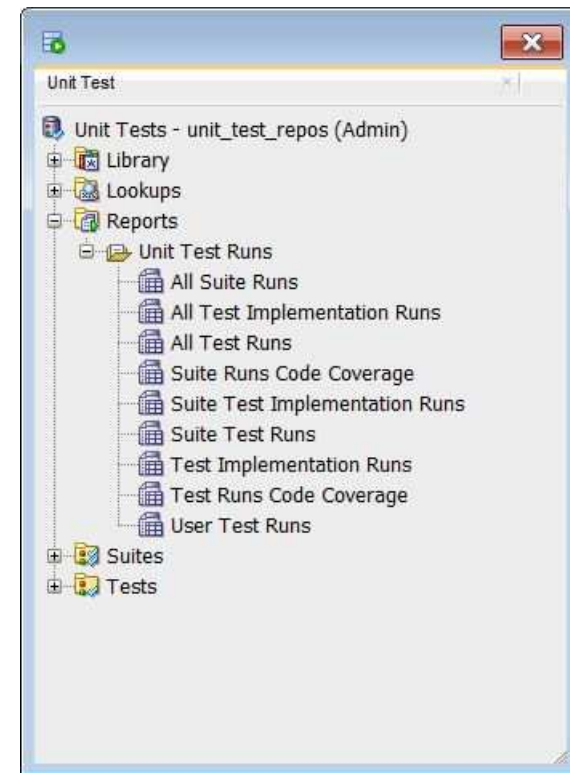 Unit Test
Unit Tests - unit_test_repos (Admin)
Library
Lookups
Reports
Unit Test Runs
All Suite Runs
All Test Implementation Runs
All Test Runs
Suite Runs Code Coverage
Suite Test Implementation Runs
Suite Test Runs
Test Implementation Runs
Test Runs Code Coverage
User Test Runs
Suites
Tests